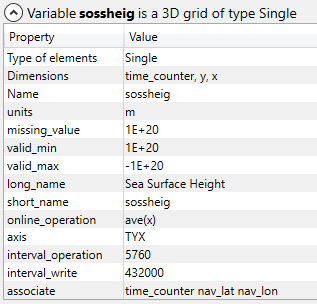 Variable sossheig is a 3D grid of type Single
Property Value
Type of elements Single
Dimensions time_counter, y, x
Name sossheig
units m
missing_value 1E+20
valid_min 1E+20
valid_max -1E+20
long_name Sea Surface Height
short_name sossheig
online_operation ave(x)
axis TYX
interval_operation 5760
interval_write 432000
associate time_counter nav_lat nav_lon